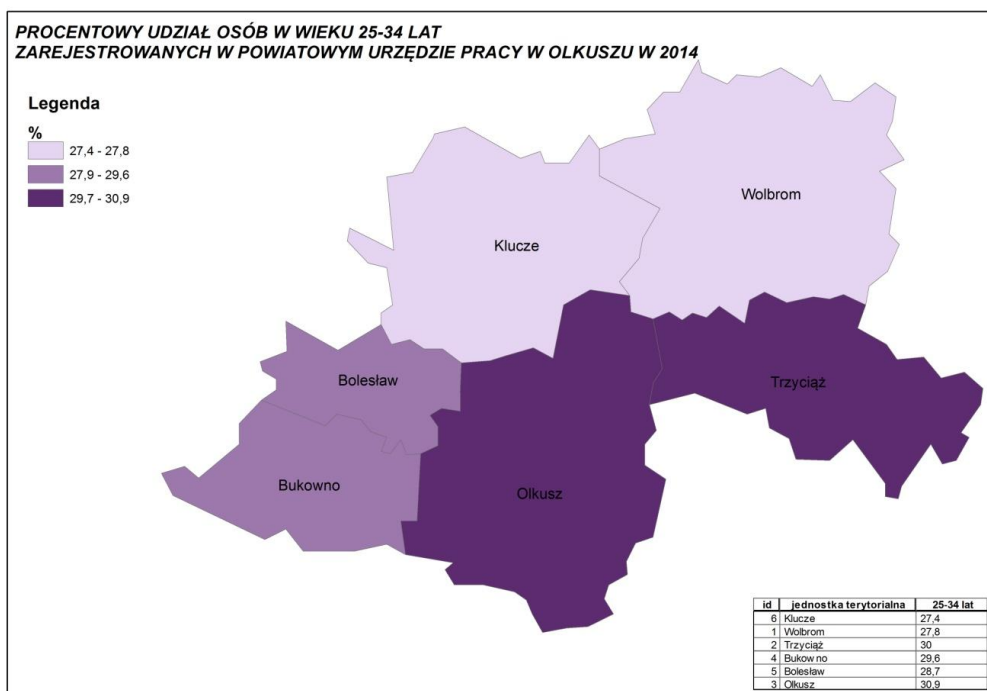 PROCENTOWY UDZIAŁ OSÓB W WIEKU 25-34 LAT
ZAREJESTROWANYCH W POWIATOWYM URZĘDZIE PRACY W OLKUSZU W 2014
Legenda
%
27,4 - 27,8
27,9 - 29,6
29,7 - 30,9
Wolbrom
Klucze
Bolesław
Trzyciąż
Bukowno
Olkusz
id jednostka terytorialna 25-34 lat
6 Klucze 27,4
1 Wolbrom 27,8
2 Trzyciąż 30
4 Bukowno 29,6
5 Bolesław 28,7
3 Olkusz 30,9